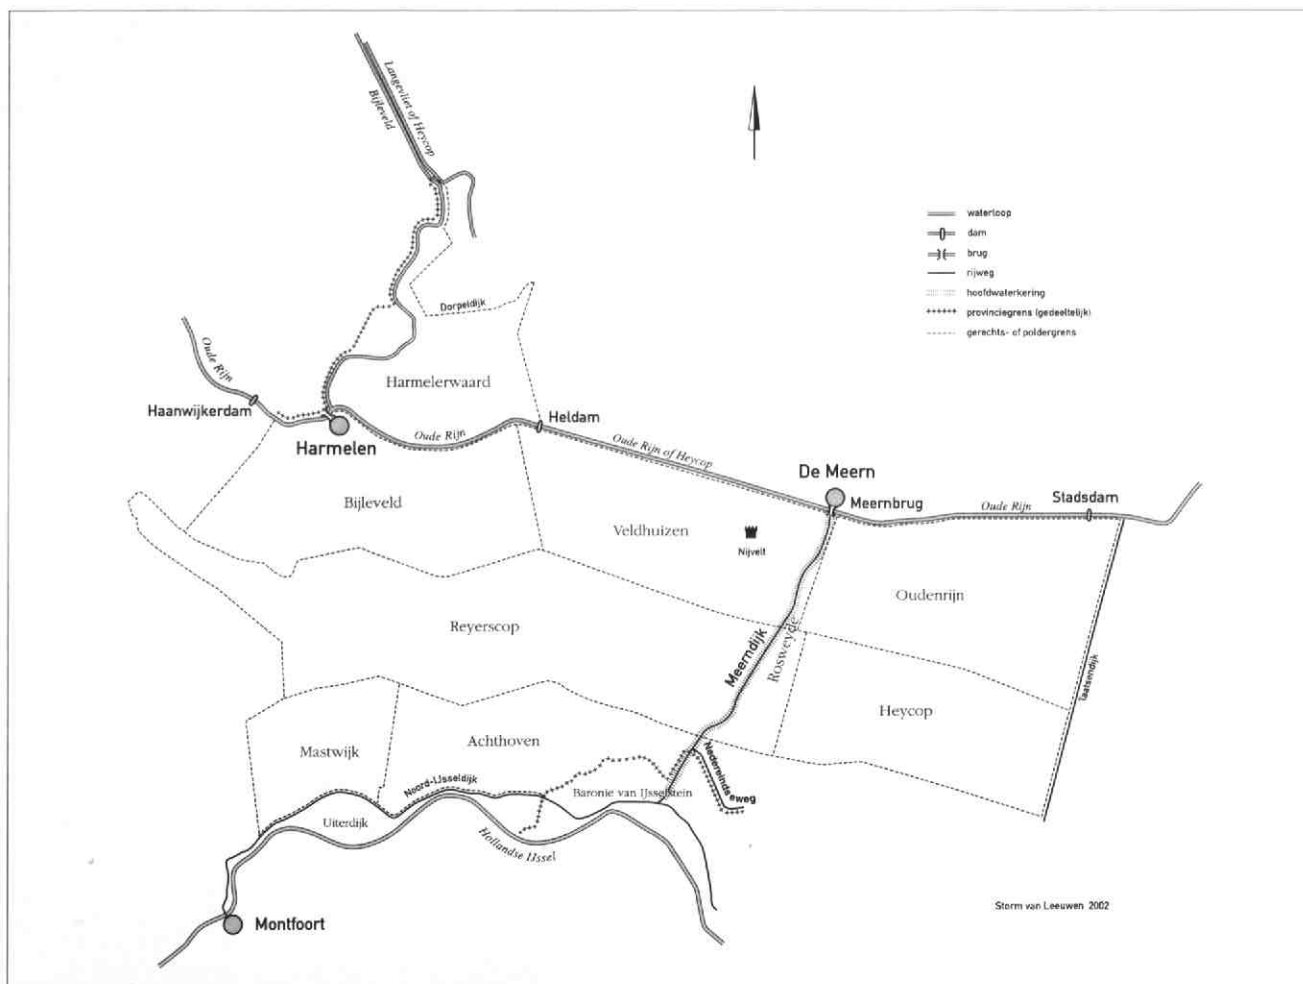 Langevliet of Heycop
Bijleveld
waterloop
dam
brug
rijweg
hoofdwaterkering
provinciegrens (gedeeltelijk)
gerechts- of poldergrens
Dorpeldijk
Oude Rijn
Harmelerwaard
Haanwijkerdam
Heldam
Harmelen
Oude Rijn
Oude Rijn of Heycop
De Meern
Meernbrug
Oude Rijn
Stadsdam
Bijleveld
Veldhuizen
Nijvelt
Oudenrijn
Reyerscop
Meerndijk
Rosweyde
taatsendijk
Heycop
Mastwijk
Achthoven
Noord-IJsseldijk
Baronie van IJsselstein
Nedereindseweg
Uiterdijk
Hollandse IJssel
Montfoort
Storm van Leeuwen 2002